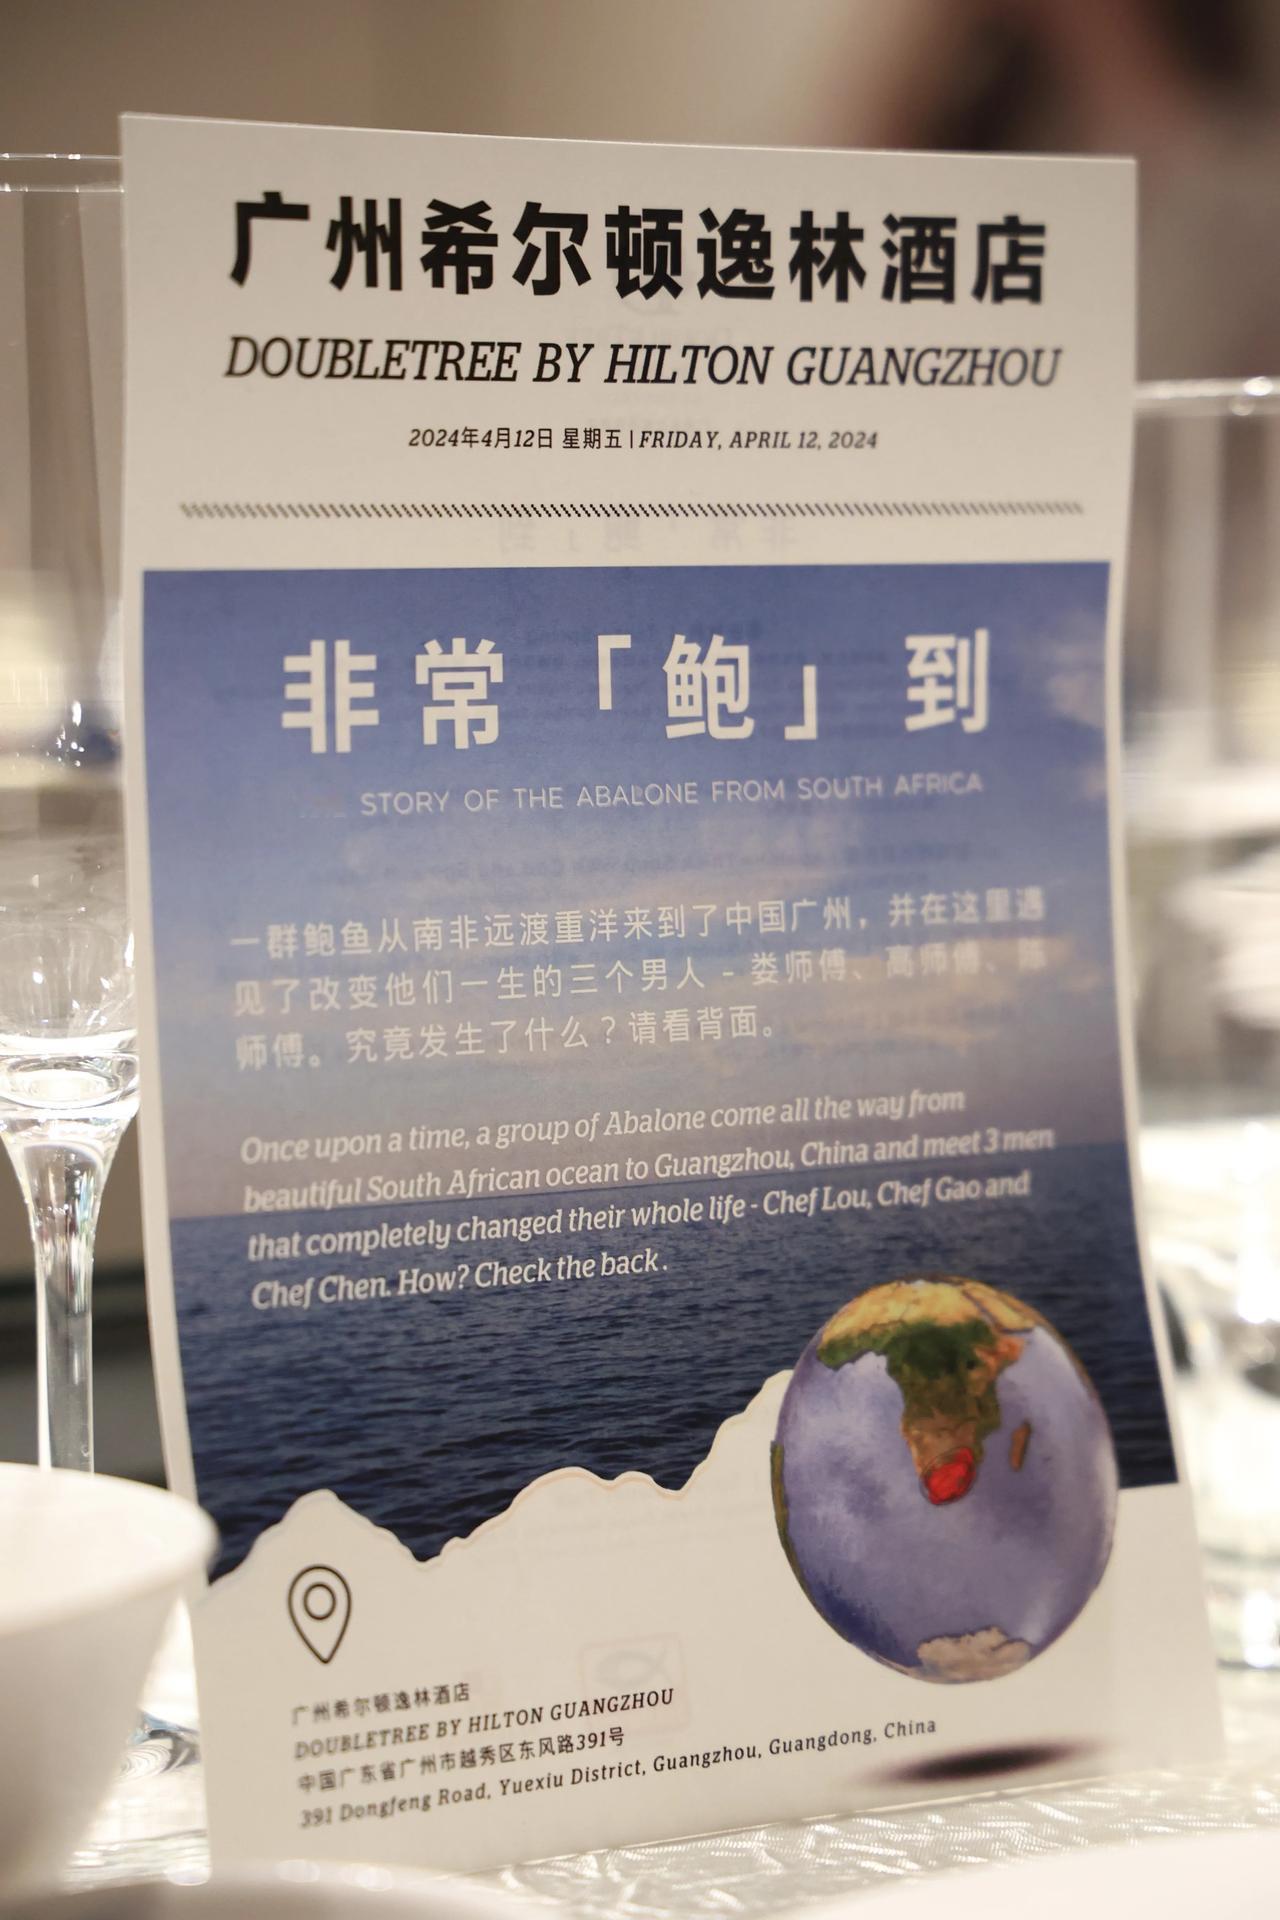 广州希尔顿逸林酒店
DOUBLETREE BY HILTON GUANGZHOU
2024年4月12日 星期五 | FRIDAY, APRIL 12, 2024
非常「鲍」到
THE STORY OF THE ABALONE FROM SOUTH AFRICA
一群鲍鱼从南非远渡重洋来到了中国广州，并在这里遇
见了改变他们一生的三个男人 - 娄师傅、高师傅、陈
师傅。究竟发生了什么？请看背面。
Once upon a time, a group of Abalone come all the way from
beautiful South African ocean to Guangzhou, China and meet 3 men
that completely changed their whole life - Chef Lou, Chef Gao and
Chef Chen. How? Check the back.
广州希尔顿逸林酒店
DOUBLETREE BY HILTON GUANGZHOU
中国广东省广州市越秀区东风路391号
391 Dongfeng Road, Yuexiu District, Guangzhou, Guangdong, China